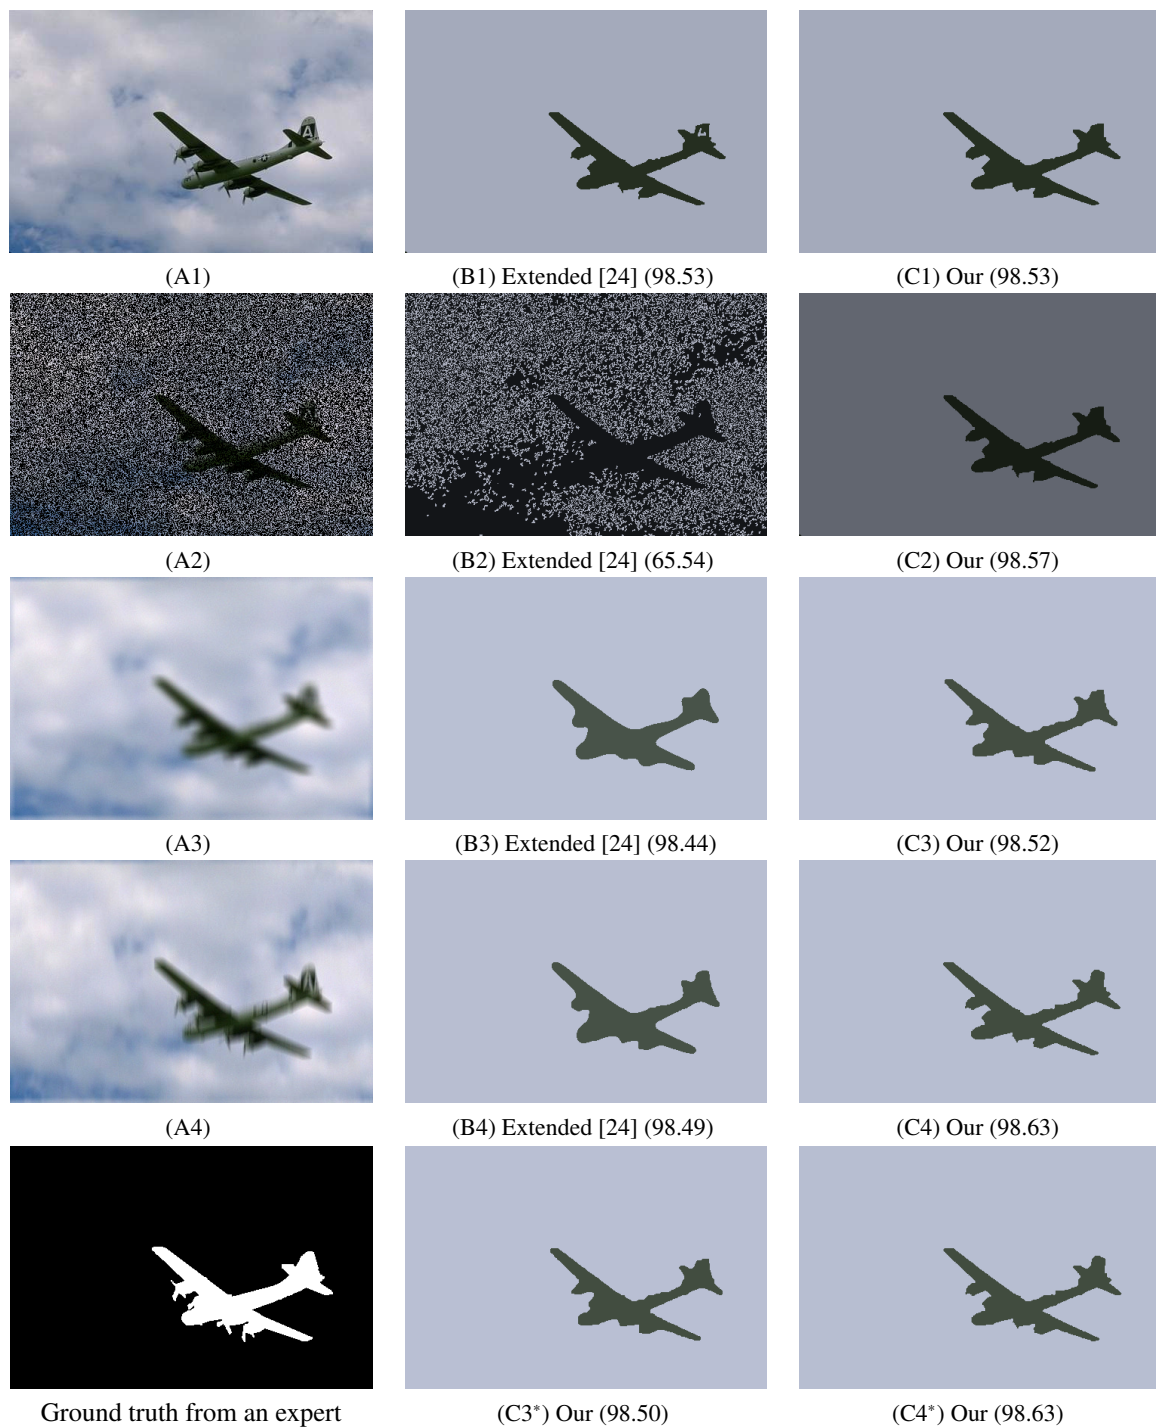 A
(A1)
(B1) Extended [24] (98.53)
(C1) Our (98.53)
(A2)
(B2) Extended [24] (65.54)
(C2) Our (98.57)
(A3)
(B3) Extended [24] (98.44)
(C3) Our (98.52)
(A4)
(B4) Extended [24] (98.49)
(C4) Our (98.63)
Ground truth from an expert
(C3*) Our (98.50)
(C4*) Our (98.63)